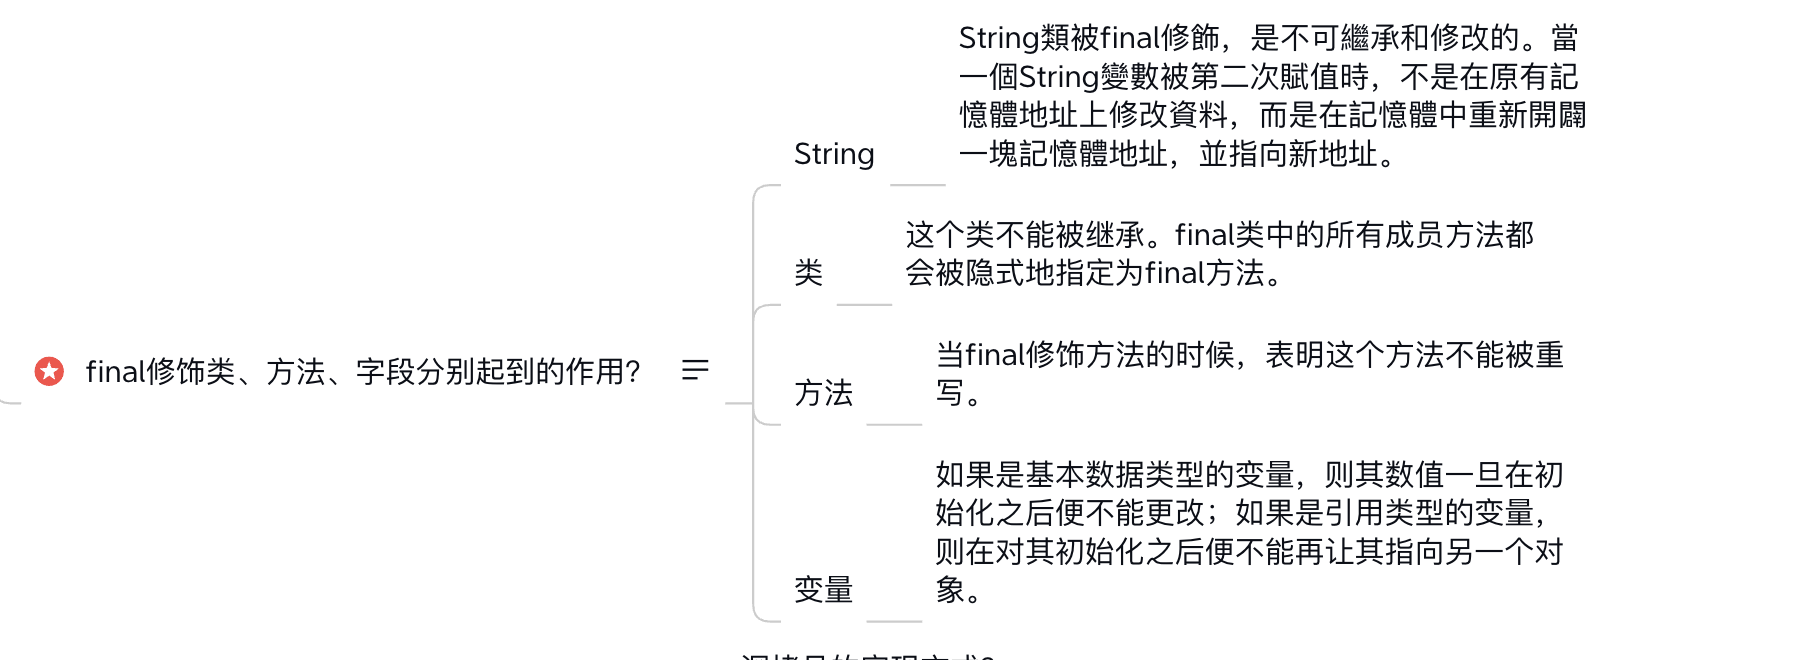 String類被final修飾，是不可繼承和修改的。當
一個String變數被第二次賦值時，不是在原有記
憶體地址上修改資料，而是在記憶體中重新開闢
一塊記憶體地址，並指向新地址。
String
这个类不能被继承。final类中的所有成员方法都
会被隐式地指定为final方法。
类
final修饰类、方法、字段分别起到的作用？
当final修饰方法的时候，表明这个方法不能被重
写。
方法
如果是基本数据类型的变量，则其数值一旦在初
始化之后便不能更改；如果是引用类型的变量，
则在对其初始化之后便不能再让其指向另一个对
象。
变量